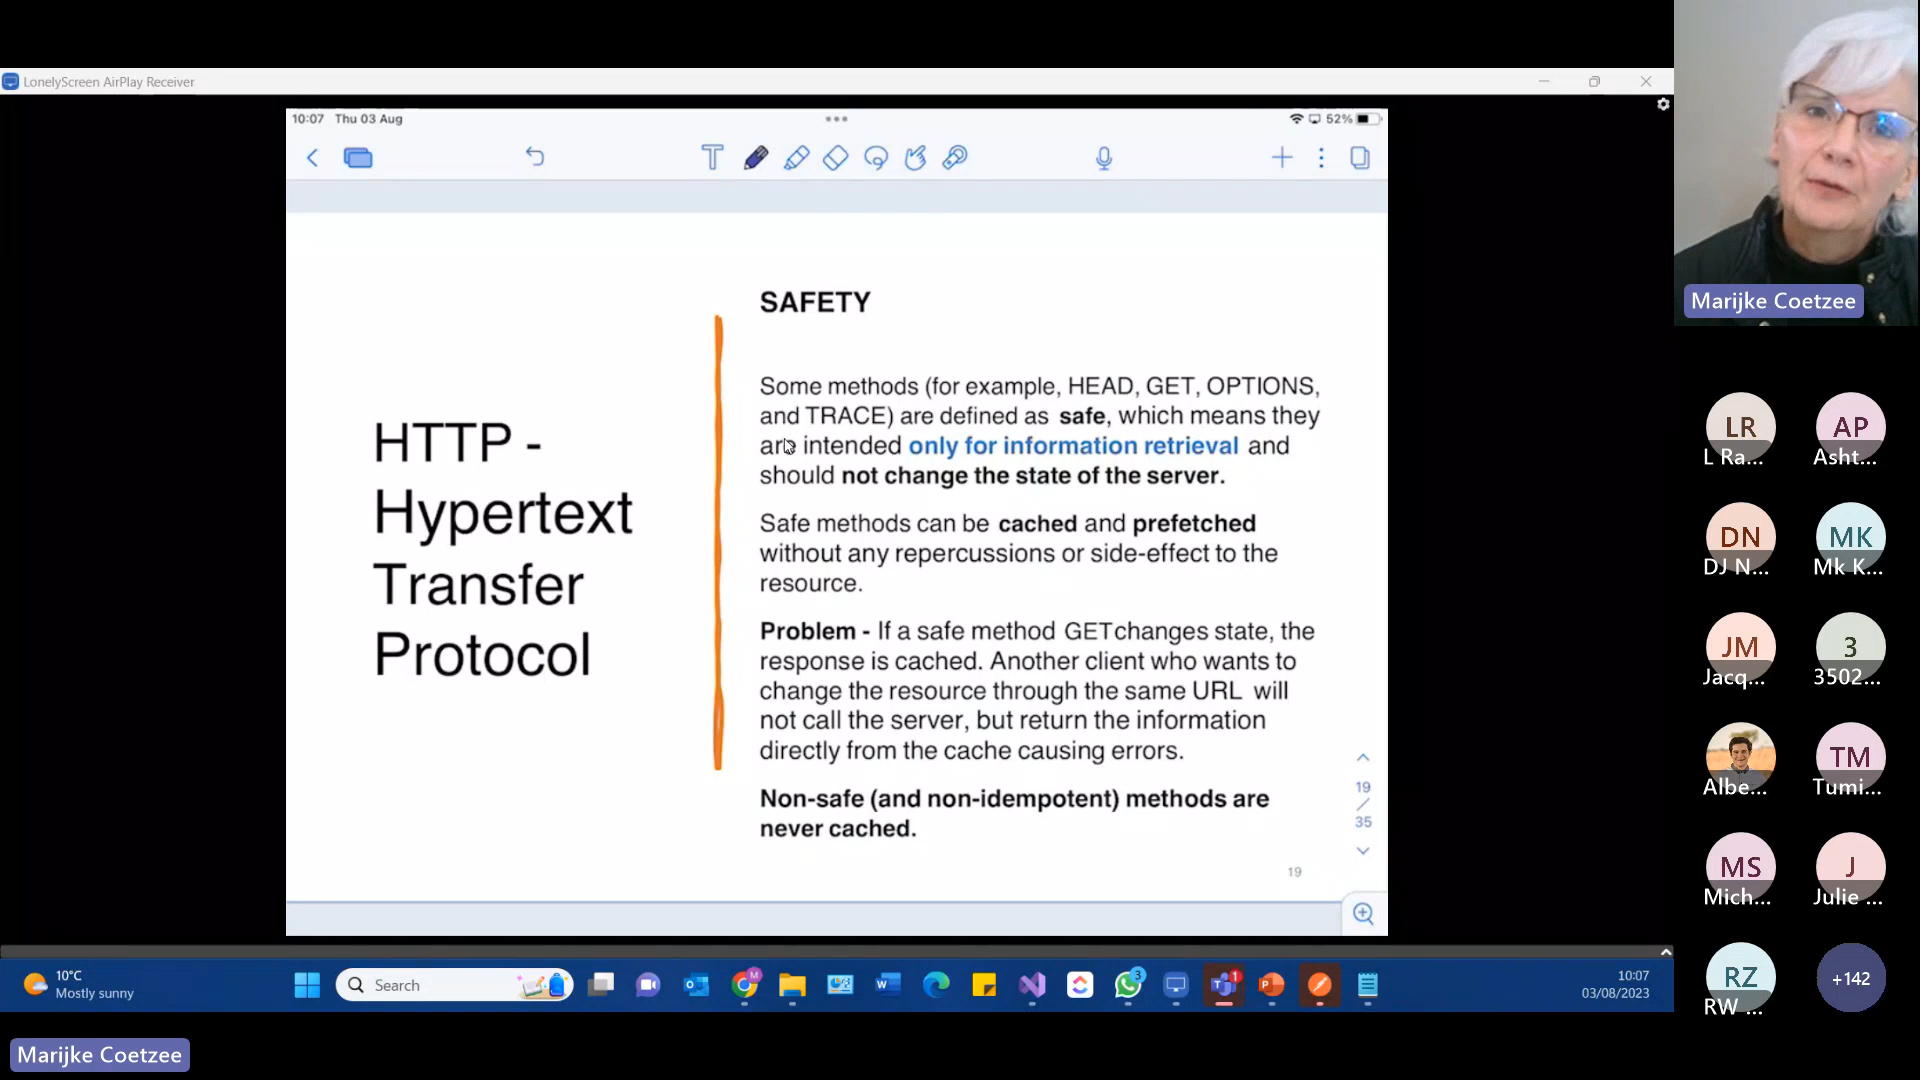 LonelyScreen AirPlay Receiver
10:07 Thu 03 Aug
52%
HTTP -
Hypertext
Transfer
Protocol
SAFETY
Some methods (for example, HEAD, GET, OPTIONS,
and TRACE) are defined as safe, which means they
are intended only for information retrieval and
should not change the state of the server.
Safe methods can be cached and prefetched
without any repercussions or side-effect to the
resource.
Problem - If a safe method GETchanges state, the
response is cached. Another client who wants to
change the resource through the same URL will
not call the server, but return the information
directly from the cache causing errors.
Non-safe (and non-idempotent) methods are
never cached.
19
/
35
19
Marijke Coetzee
LR
L Ra...
AP
Asht...
DN
DJ N...
MK
Mk K...
JM
Jacq...
3
3502...
Albe...
TM
Tumi...
MS
Mich...
J
Julie ...
RZ
RW ...
+142
10°C
Mostly sunny
Search
M
3
1
10:07
03/08/2023
Marijke Coetzee